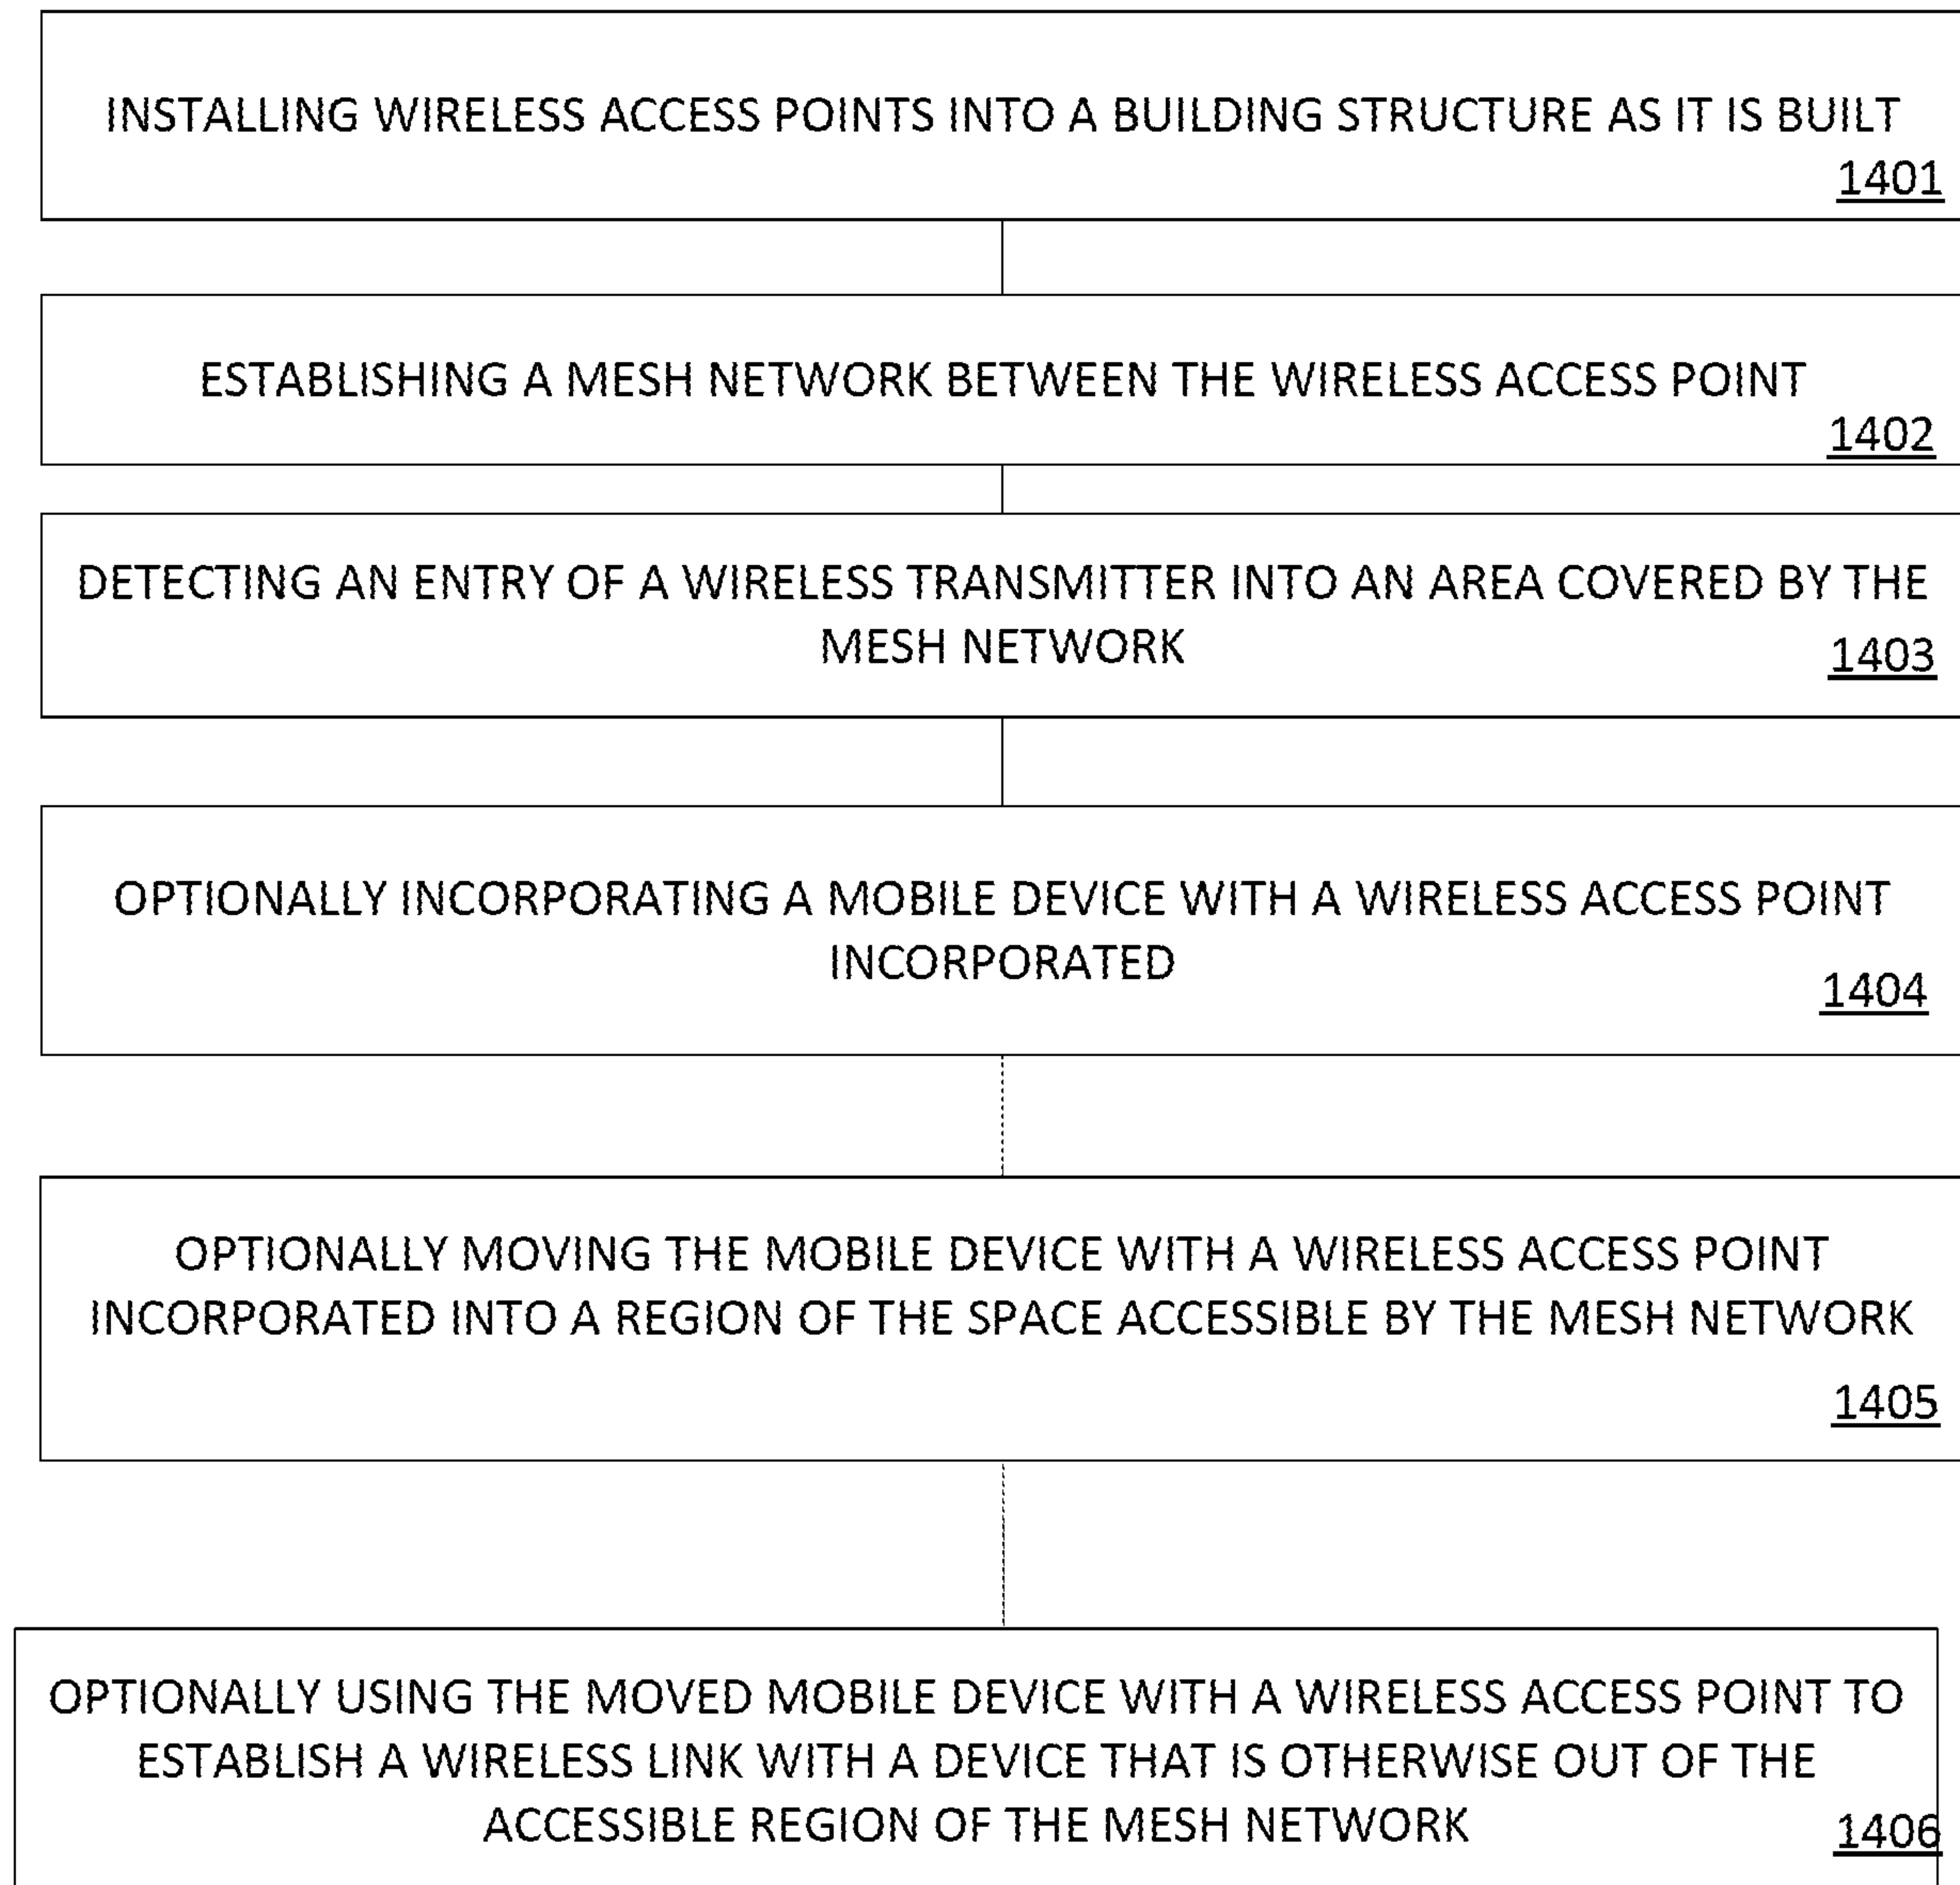 INSTALLING WIRELESS ACCESS POINTS INTO A BUILDING STRUCTURE AS IT IS BUILT
1401
ESTABLISHING A MESH NETWORK BETWEEN THE WIRELESS ACCESS POINT
1402
DETECTING AN ENTRY OF A WIRELESS TRANSMITTER INTO AN AREA COVERED BY THE
MESH NETWORK
1403
OPTIONALLY INCORPORATING A MOBILE DEVICE WITH A WIRELESS ACCESS POINT
INCORPORATED
1404
OPTIONALLY MOVING THE MOBILE DEVICE WITH A WIRELESS ACCESS POINT
INCORPORATED INTO A REGION OF THE SPACE ACCESSIBLE BY THE MESH NETWORK
1405
OPTIONALLY USING THE MOVED MOBILE DEVICE WITH A WIRELESS ACCESS POINT TO
ESTABLISH A WIRELESS LINK WITH A DEVICE THAT IS OTHERWISE OUT OF THE
ACCESSIBLE REGION OF THE MESH NETWORK
1406